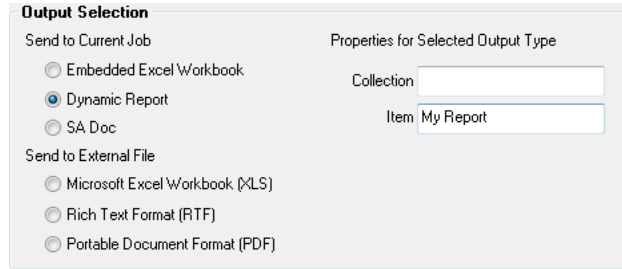 Output Selection
Send to Current Job
Embedded Excel Workbook
Dynamic Report
SA Doc
Send to External File
Microsoft Excel Workbook (XLS)
Rich Text Format (RTF)
Portable Document Format (PDF)
Properties for Selected Output Type
Collection
Item My Report